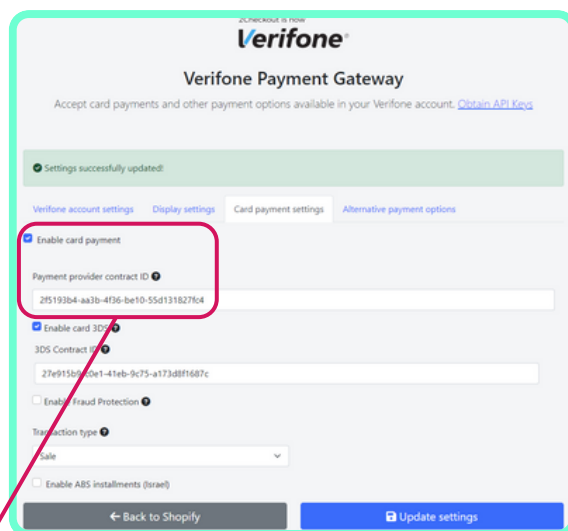 2Checkout is now
Verifone
Verifone Payment Gateway
Accept card payments and other payment options available in your Verifone account. Obtain API Keys
Settings successfully updated!
Verifone account settings Display settings Card payment settings Alternative payment options
Enable card payment
Payment provider contract ID
2f5193b4-aa3b-4f36-be10-55d131827fc4
Enable card 3DS
3DS Contract ID
-41eb-9c75-a173d8f1687c
Enable Fraud Protection
Transaction type
Sale
Enable ABS installments (Israel)
← Back to Shopify
Update settings